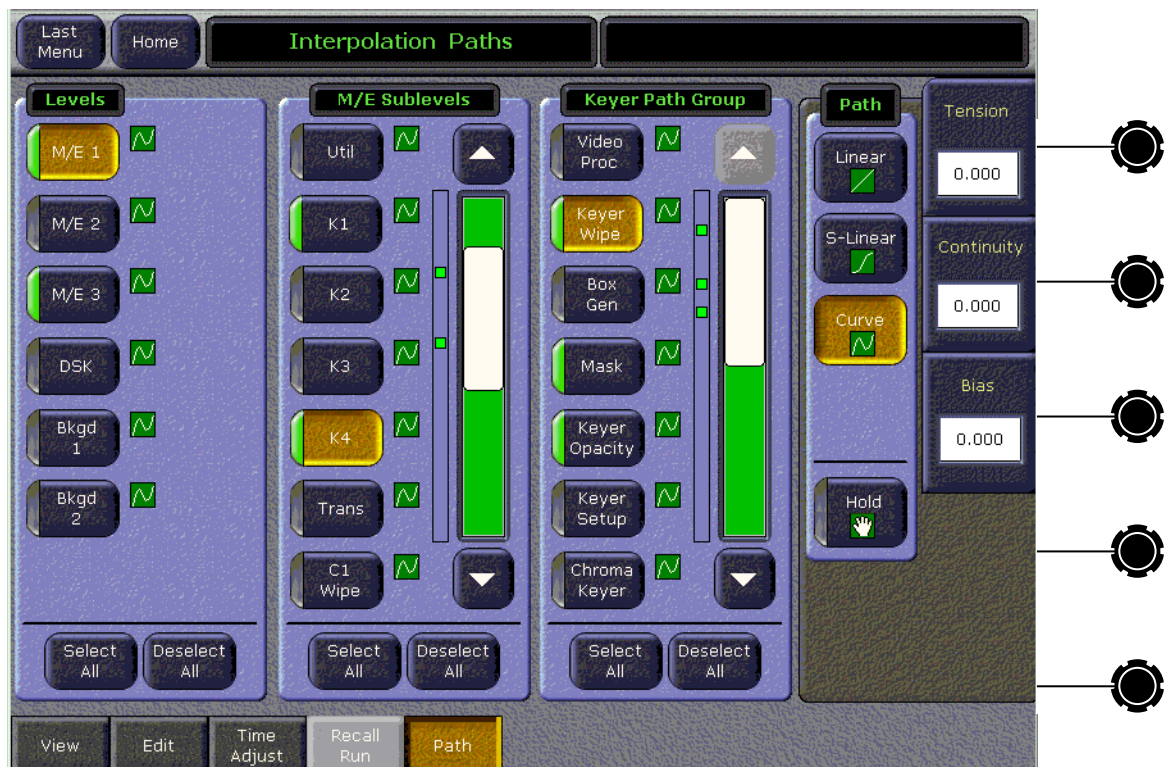 Last
Menu
Home
Interpolation Paths
Levels
M/E 1
M/E 2
M/E 3
DSK
Bkgd
1
Bkgd
2
Select
All
Deselect
All
M/E Sublevels
Util
K1
K2
K3
K4
Trans
C1
Wipe
Select
All
Deselect
All
Keyer Path Group
Video
Proc
Keyer
Wipe
Box
Gen
Mask
Keyer
Opacity
Keyer
Setup
Chroma
Keyer
Select
All
Deselect
All
Path
Linear
S-Linear
Curve
Hold
Tension
0.000
Continuity
0.000
Bias
0.000
View
Edit
Time
Adjust
Recall
Run
Path